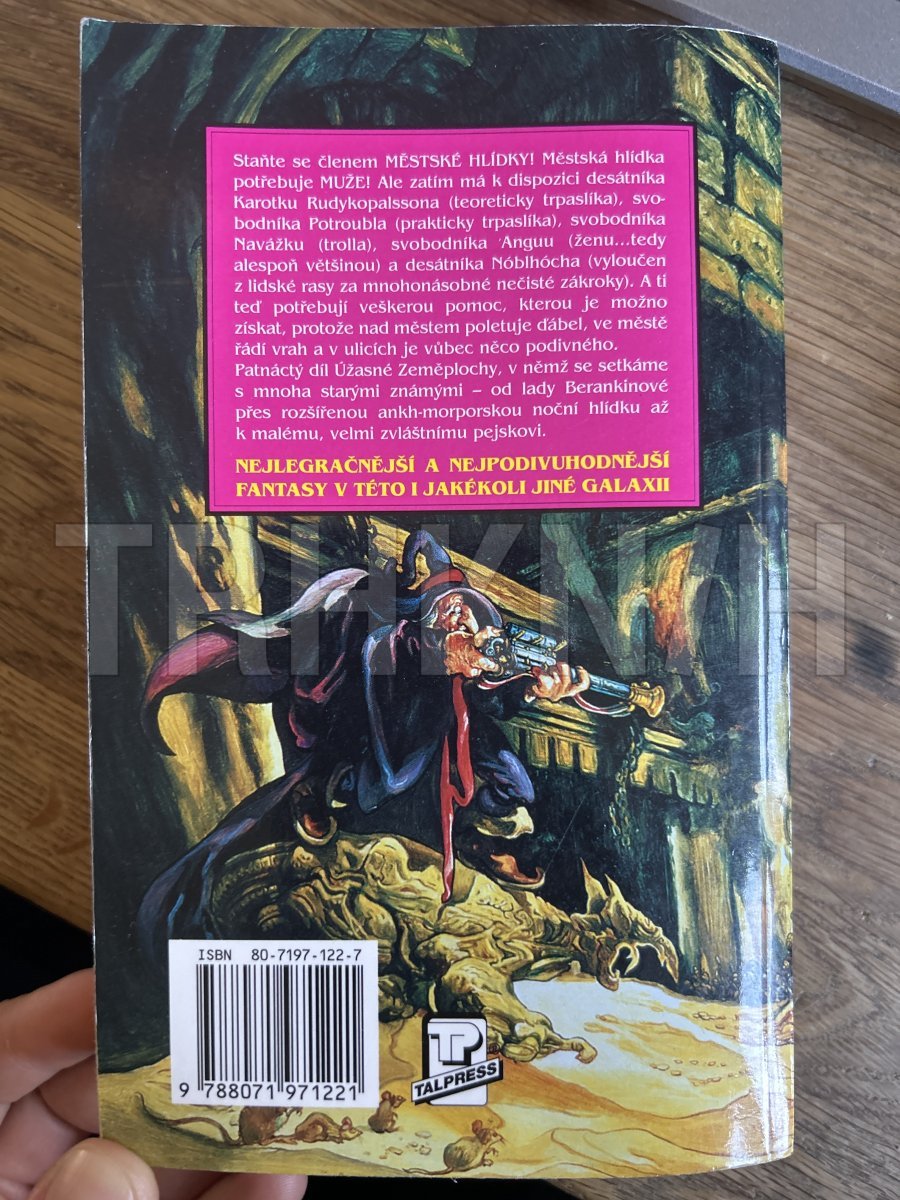 Staňte se členem MĚSTSKÉ HLÍDKY! Městská hlídka
potřebuje MUŽE! Ale zatím má k dispozici desátníka
Karotku Rudykopalssona (teoreticky trpaslíka), svo-
bodníka Potroubla (prakticky trpaslíka), svobodníka
Navážku (trolla), svobodníka Anguu (ženu...tedy
alespoň většinou) a desátníka Nóblhócha (vyloučen
z lidské rasy za mnohonásobné nečisté zákroky). A ti
teď potřebují veškerou pomoc, kterou je možno
získat, protože nad městem poletuje ďábel, ve městě
řádí vrah a v ulicích je vůbec něco podivného.
Patnáctý díl Úžasné Zeměplochy, v němž se setkáme
s mnoha starými známými – od lady Berankinové
přes rozšířenou ankh-morporskou noční hlídku až
k malému, velmi zvláštnímu pejskovi.
NEJLEGRAČNĚJŠÍ A NEJPODIVUHODNĚJŠÍ
FANTASY V TÉTO I JAKÉKOLI JINÉ GALAXII
TRH KNIH
ISBN 80-7197-122-7
9 788071 971221
TP
TALPRESS